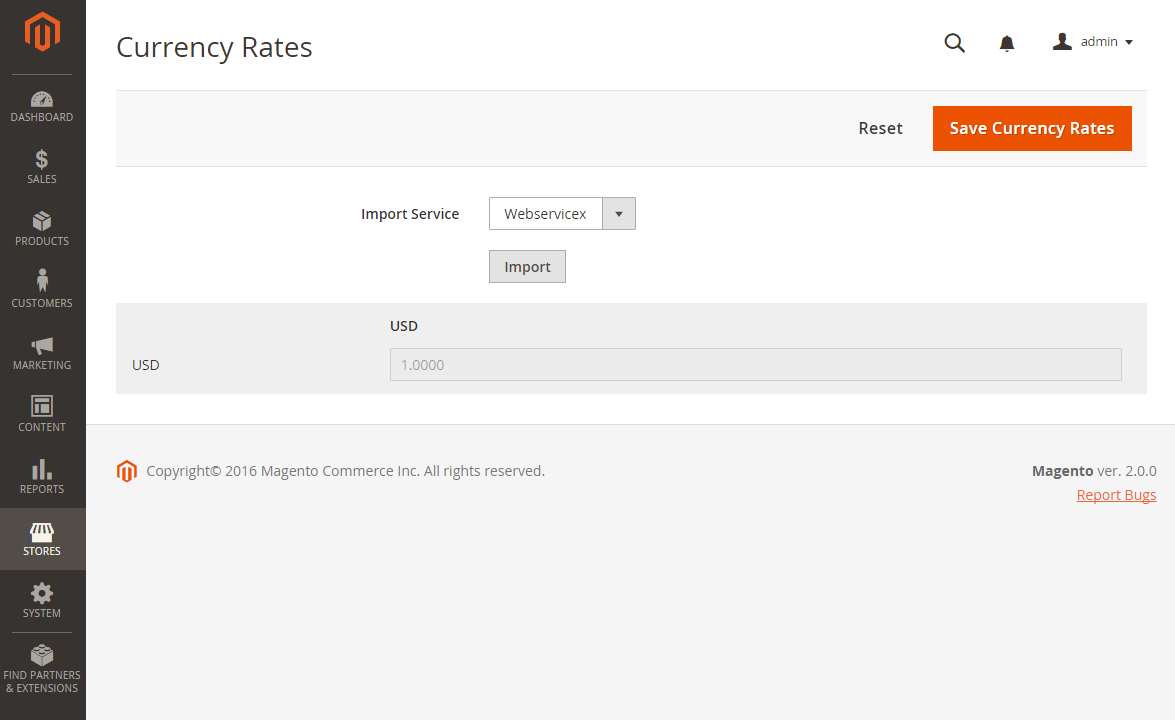 Currency Rates
admin
DASHBOARD
SALES
PRODUCTS
CUSTOMERS
MARKETING
CONTENT
REPORTS
STORES
SYSTEM
FIND PARTNERS
& EXTENSIONS
Reset
Save Currency Rates
Import Service
Webservicex
Import
USD
USD
1.0000
Copyright© 2016 Magento Commerce Inc. All rights reserved.
Magento ver. 2.0.0
Report Bugs